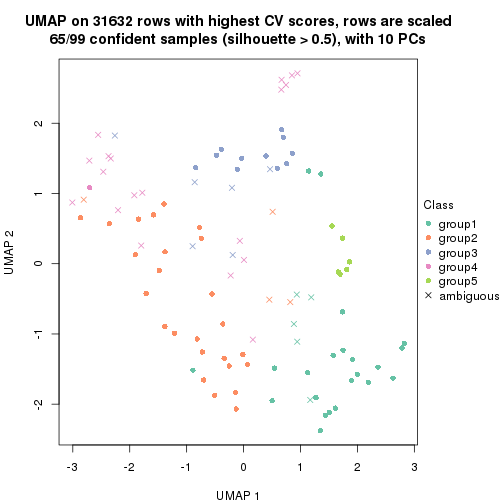 UMAP on 31632 rows with highest CV scores, rows are scaled
65/99 confident samples (silhouette > 0.5), with 10 PCs
UMAP 2
2
1
0
-1
-2
-3
-2
-1
0
1
2
3
UMAP 1
Class
group1
group2
group3
group4
group5
ambiguous